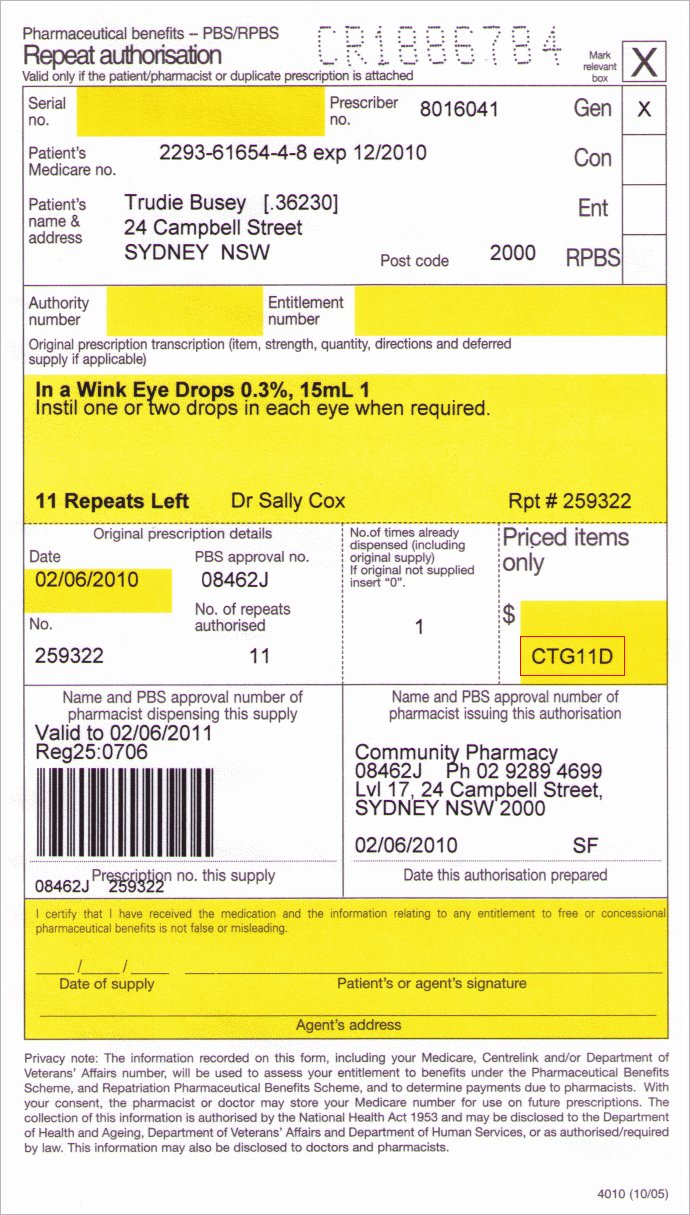 Pharmaceutical benefits – PBS/RPBS
CR1886784
Repeat authorisation
Valid only if the patient/pharmacist or duplicate prescription is attached
Mark
relevant
box
X
Serial
no.
Prescriber
no.
8016041
Gen
X
Patient's
Medicare no.
2293-61654-4-8 exp 12/2010
Con
Patient's
name &
address
Trudie Busey [.36230]
24 Campbell Street
SYDNEY NSW
Ent
Post code
2000
RPBS
Authority
number
Entitlement
number
Original prescription transcription (item, strength, quantity, directions and deferred
supply if applicable)
In a Wink Eye Drops 0.3%, 15mL 1
Instil one or two drops in each eye when required.
11 Repeats Left Dr Sally Cox Rpt # 259322
Original prescription details
Date
02/06/2010
PBS approval no.
08462J
No.
259322
No. of repeats
authorised
11
No.of times already
dispensed (including
original supply)
If original not supplied
insert "0".
1
Priced items
only
$
CTG11D
Name and PBS approval number of
pharmacist dispensing this supply
Valid to 02/06/2011
Reg25:0706
Prescription no. this supply
08462J 259322
Name and PBS approval number of
pharmacist issuing this authorisation
Community Pharmacy
08462J Ph 02 9289 4699
Lvl 17, 24 Campbell Street,
SYDNEY NSW 2000
02/06/2010 SF
Date this authorisation prepared
I certify that I have received the medication and the information relating to any entitlement to free or concessional
pharmaceutical benefits is not false or misleading.
____/____/____
Date of supply
Patient's or agent's signature
Agent's address
Privacy note: The information recorded on this form, including your Medicare, Centrelink and/or Department of
Veterans' Affairs number, will be used to assess your entitlement to benefits under the Pharmaceutical Benefits
Scheme, and Repatriation Pharmaceutical Benefits Scheme, and to determine payments due to pharmacists. With
your consent, the pharmacist or doctor may store your Medicare number for use on future prescriptions. The
collection of this information is authorised by the National Health Act 1953 and may be disclosed to the Department
of Health and Ageing, Department of Veterans' Affairs and Department of Human Services, or as authorised/required
by law. This information may also be disclosed to doctors and pharmacists.
4010 (10/05)